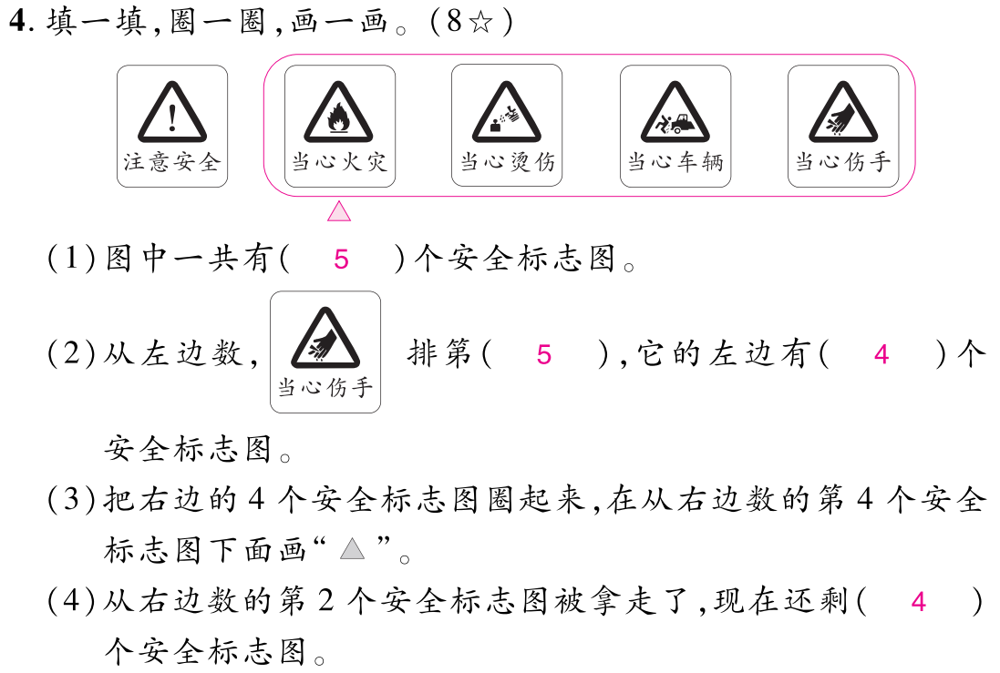 4. 填一填,圈一圈,画一画。(8☆)
注意安全 当心火灾 当心烫伤 当心车辆 当心伤手
(1)图中一共有( 5 )个安全标志图。
(2)从左边数, 当心伤手 排第( 5 ),它的左边有( 4 )个
安全标志图。
(3)把右边的 4 个安全标志图圈起来,在从右边数的第 4 个安全
标志图下面画“△”。
(4)从右边数的第 2 个安全标志图被拿走了,现在还剩( 4 )
个安全标志图。